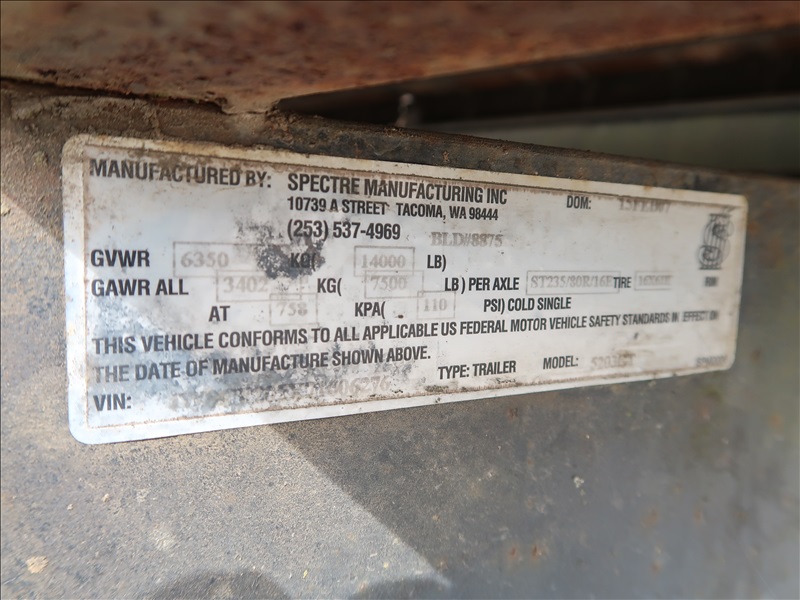 MANUFACTURED BY: SPECTRE MANUFACTURING INC DOM:
10739 A STREET TACOMA, WA 98444
(253) 537-4969 BLD#8875
GVWR 6350 KG( 14000 LB)
GAWR ALL 3402 KG( 7500 LB) PER AXLE ST235/80R/16E TIRE RIM
AT 758 KPA( 110 PSI) COLD SINGLE
THIS VEHICLE CONFORMS TO ALL APPLICABLE US FEDERAL MOTOR VEHICLE SAFETY STANDARDS IN EFFECT ON
THE DATE OF MANUFACTURE SHOWN ABOVE. TYPE: TRAILER MODEL:
VIN: